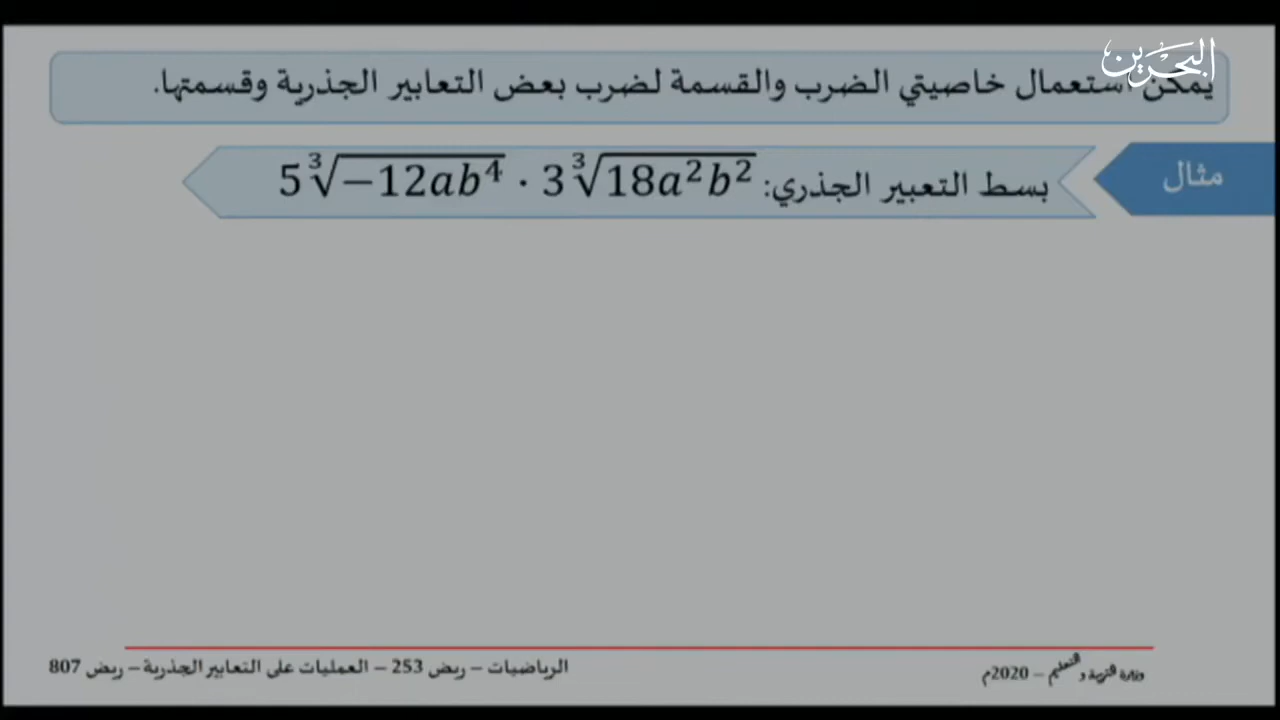 البحرين
يمكن استعمال خاصيتي الضرب والقسمة لضرب بعض التعابير الجذرية وقسمتها.
مثال
بسط التعبير الجذري: 5∛(−12ab⁴) · 3∛(18a²b²)
وزارة التربية والتعليم – 2020م
الرياضيات – ريض 253 – العمليات على التعابير الجذرية – ريض 807